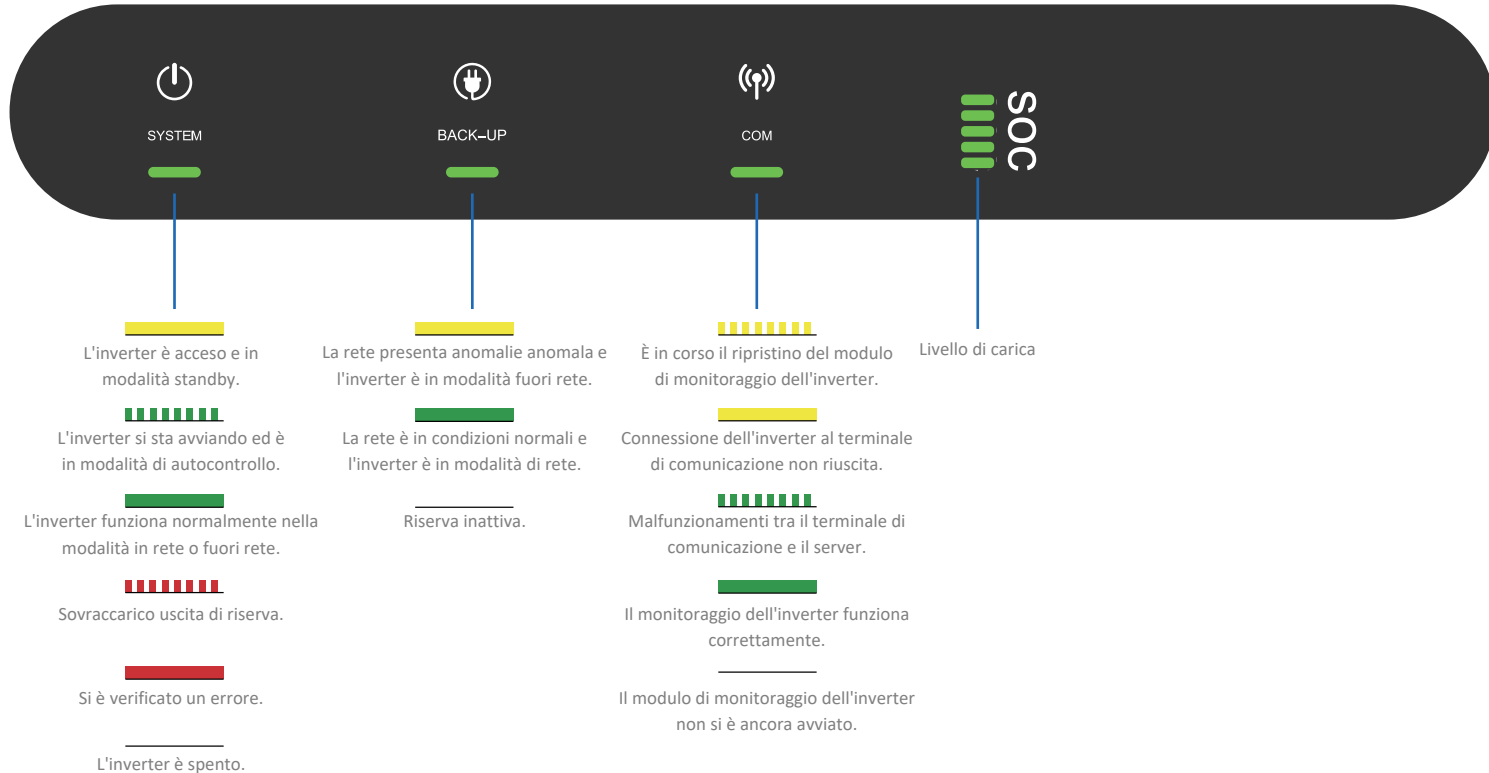 SYSTEM
BACK-UP
COM
SOC
L'inverter è acceso e in
modalità standby.
L'inverter si sta avviando ed è
in modalità di autocontrollo.
L'inverter funziona normalmente nella
modalità in rete o fuori rete.
Sovraccarico uscita di riserva.
Si è verificato un errore.
L'inverter è spento.
La rete presenta anomalie anomala e
l'inverter è in modalità fuori rete.
La rete è in condizioni normali e
l'inverter è in modalità di rete.
Riserva inattiva.
È in corso il ripristino del modulo
di monitoraggio dell'inverter.
Connessione dell'inverter al terminale
di comunicazione non riuscita.
Malfunzionamenti tra il terminale di
comunicazione e il server.
Il monitoraggio dell'inverter funziona
correttamente.
Il modulo di monitoraggio dell'inverter
non si è ancora avviato.
Livello di carica